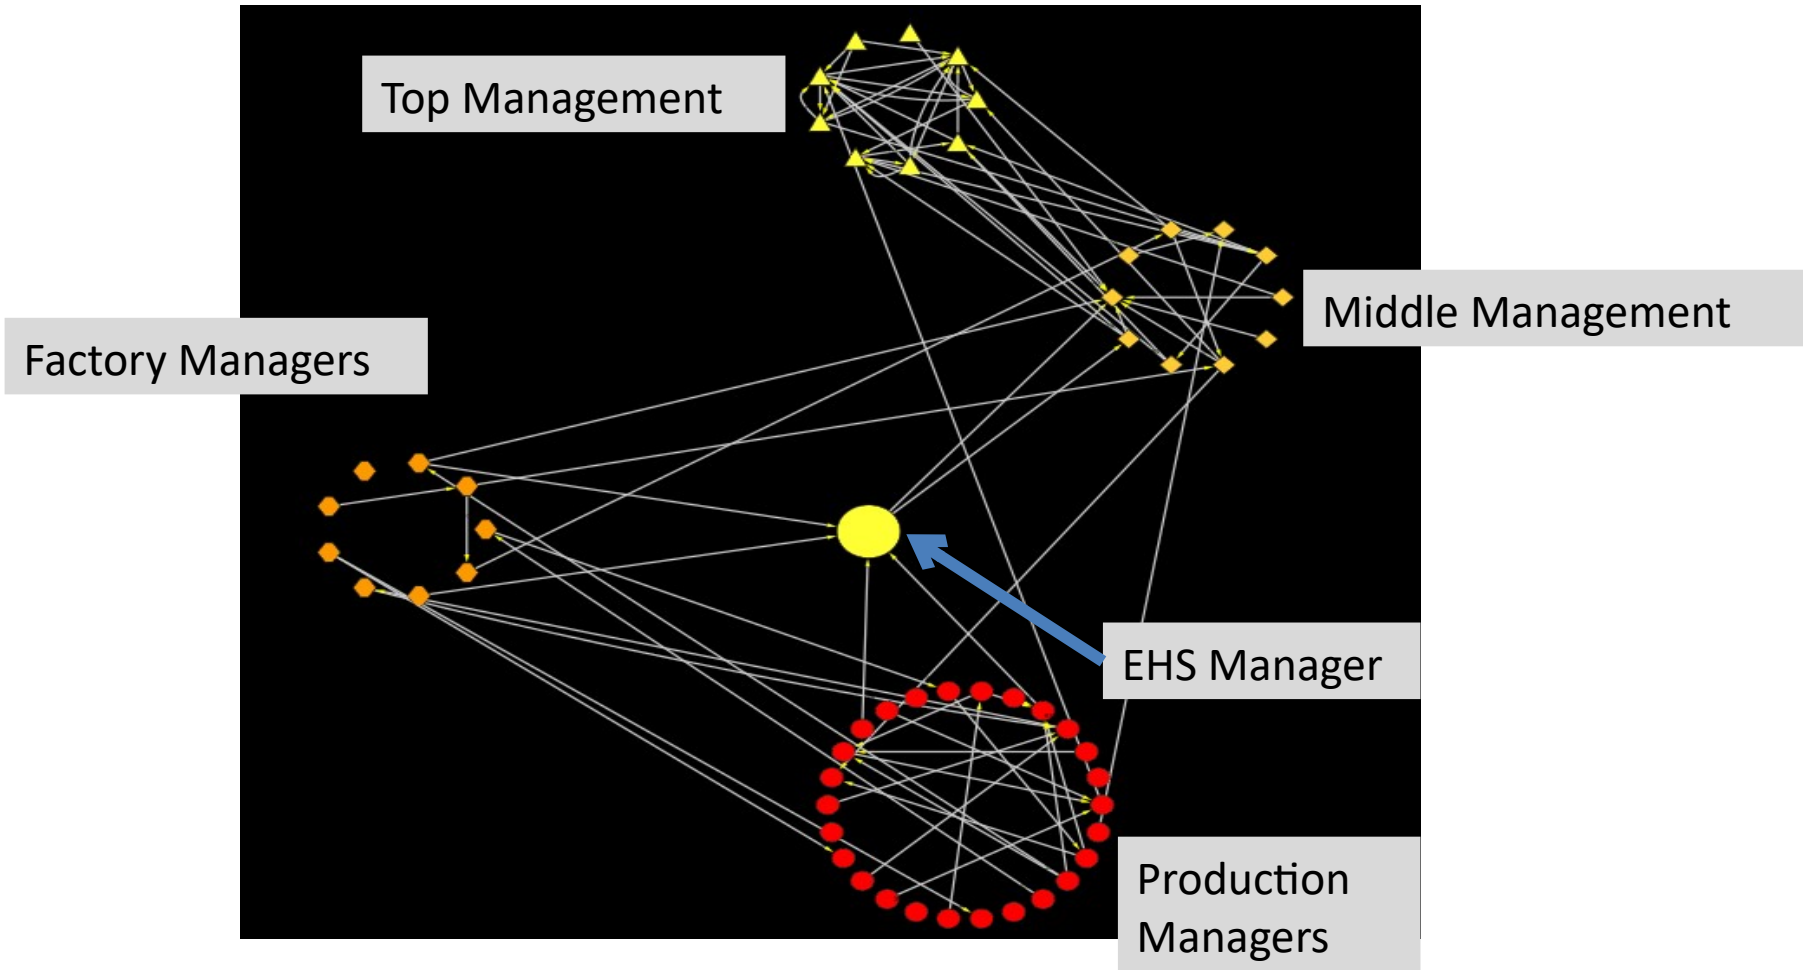 Top Management
Middle Management
Factory Managers
EHS Manager
Production
Managers